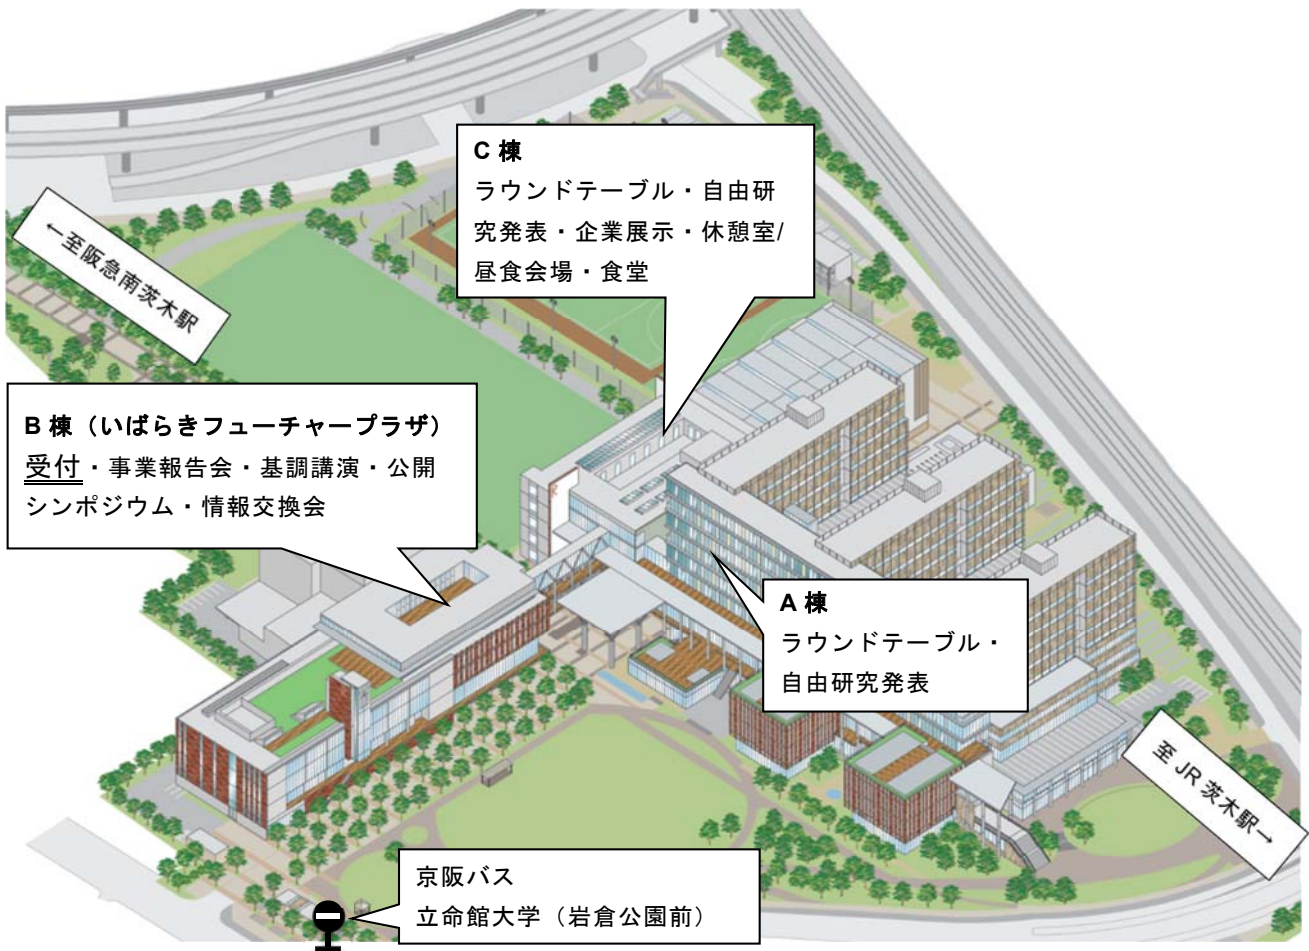 C 棟
ラウンドテーブル・自由研
究発表・企業展示・休憩室/
昼食会場・食堂
←至阪急南茨木駅
B 棟（いばらきフューチャープラザ）
受付・事業報告会・基調講演・公開
シンポジウム・情報交換会
A 棟
ラウンドテーブル・
自由研究発表
至 JR 茨木駅→
京阪バス
立命館大学（岩倉公園前）